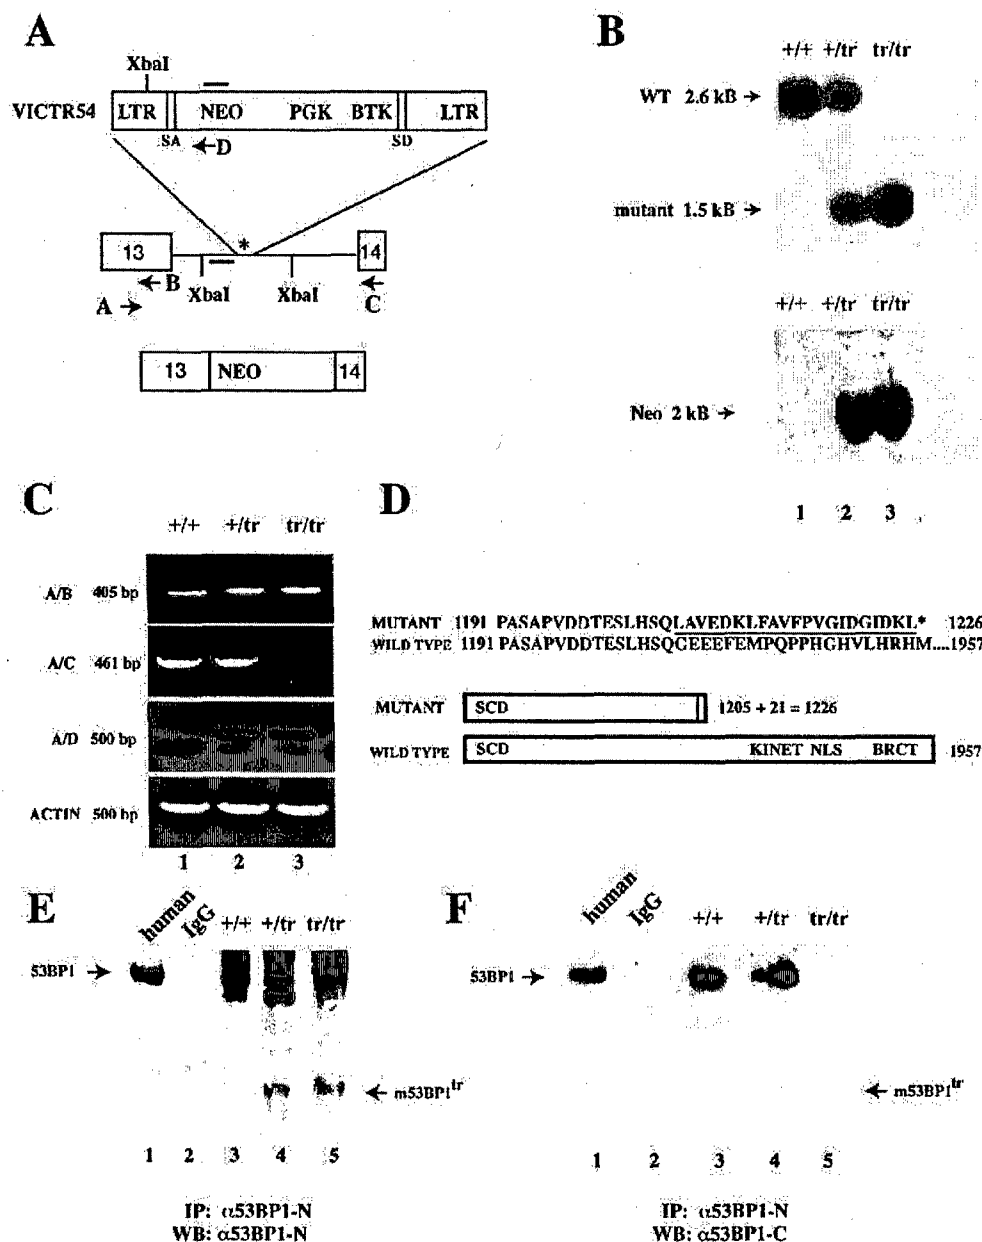 A
XbaI
VICTR54 LTR NEO PGK BTK LTR
SA D SD
13 * 14
B
A XbaI XbaI C
13 NEO 14
B
+/+ +/tr tr/tr
WT 2.6 kB
mutant 1.5 kB
+/+ +/tr tr/tr
Neo 2 kB
1 2 3
C
+/+ +/tr tr/tr
A/B 405 bp
A/C 461 bp
A/D 500 bp
ACTIN 500 bp
1 2 3
D
MUTANT 1191 PASAPVDDTESLHSQLAVEDKLFAVFPVGIDGIDKL* 1226
WILD TYPE 1191 PASAPVDDTESLHSQGEEEFEMPQPPHGHVLHRHM....1957
MUTANT SCD 1205 + 21 = 1226
WILD TYPE SCD KINET NLS BRCT 1957
E
human IgG +/+ +/tr tr/tr
53BP1
m53BP1tr
1 2 3 4 5
IP: α53BP1-N
WB: α53BP1-N
F
human IgG +/+ +/tr tr/tr
53BP1
m53BP1tr
1 2 3 4 5
IP: α53BP1-N
WB: α53BP1-C